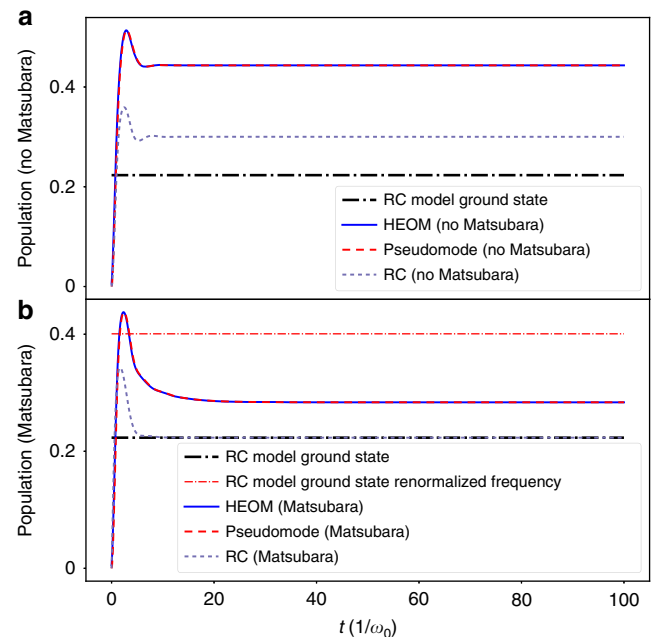 a
Population (no Matsubara)
0.4
0.2
0
RC model ground state
HEOM (no Matsubara)
Pseudomode (no Matsubara)
RC (no Matsubara)
b
Population (Matsubara)
0.4
0.2
0
RC model ground state
RC model ground state renormalized frequency
HEOM (Matsubara)
Pseudomode (Matsubara)
RC (Matsubara)
0 20 40 60 80 100
t (1/ω₀)